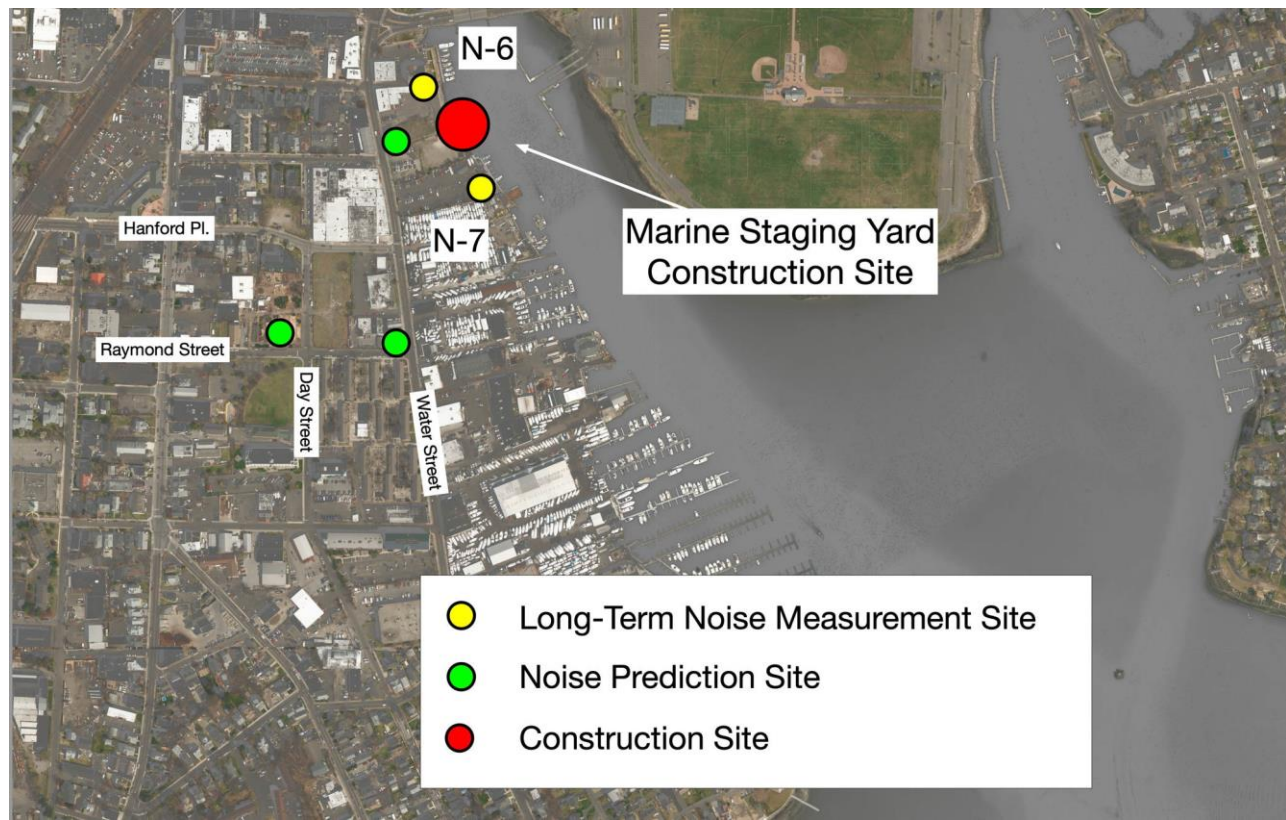 N-6
Marine Staging Yard
Construction Site
Hanford Pl.
N-7
Raymond Street
Day Street
Water Street
Long-Term Noise Measurement Site
Noise Prediction Site
Construction Site